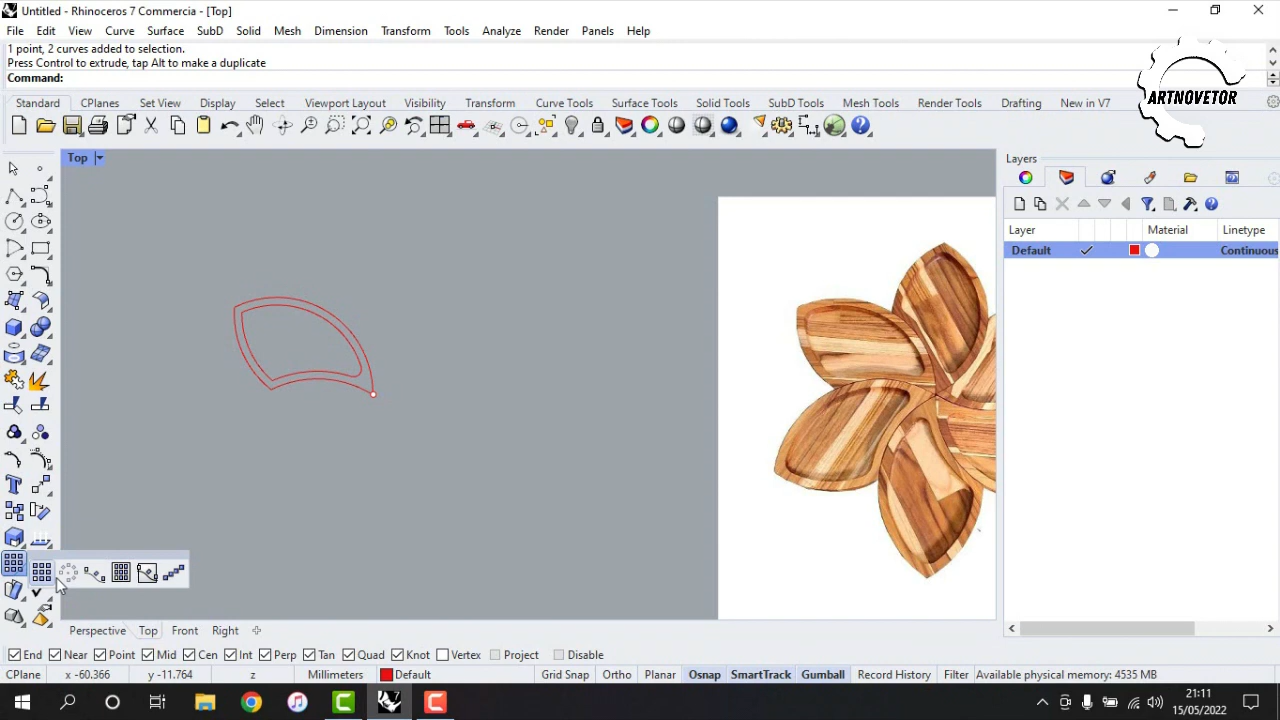 Untitled - Rhinoceros 7 Commercia - [Top]
File Edit View Curve Surface SubD Solid Mesh Dimension Transform Tools Analyze Render Panels Help
1 point, 2 curves added to selection.
Press Control to extrude, tap Alt to make a duplicate
Command:
ARTNOVETOR
Standard CPlanes Set View Display Select Viewport Layout Visibility Transform Curve Tools Surface Tools Solid Tools SubD Tools Mesh Tools Render Tools Drafting New in V7
Top
Layers
Layer Material Linetype
Default Continuous
Perspective Top Front Right
End Near Point Mid Cen Int Perp Tan Quad Knot Vertex Project Disable
CPlane x -60.366 y -11.764 z Millimeters Default Grid Snap Ortho Planar Osnap SmartTrack Gumball Record History Filter Available physical memory: 4535 MB
21:11
15/05/2022